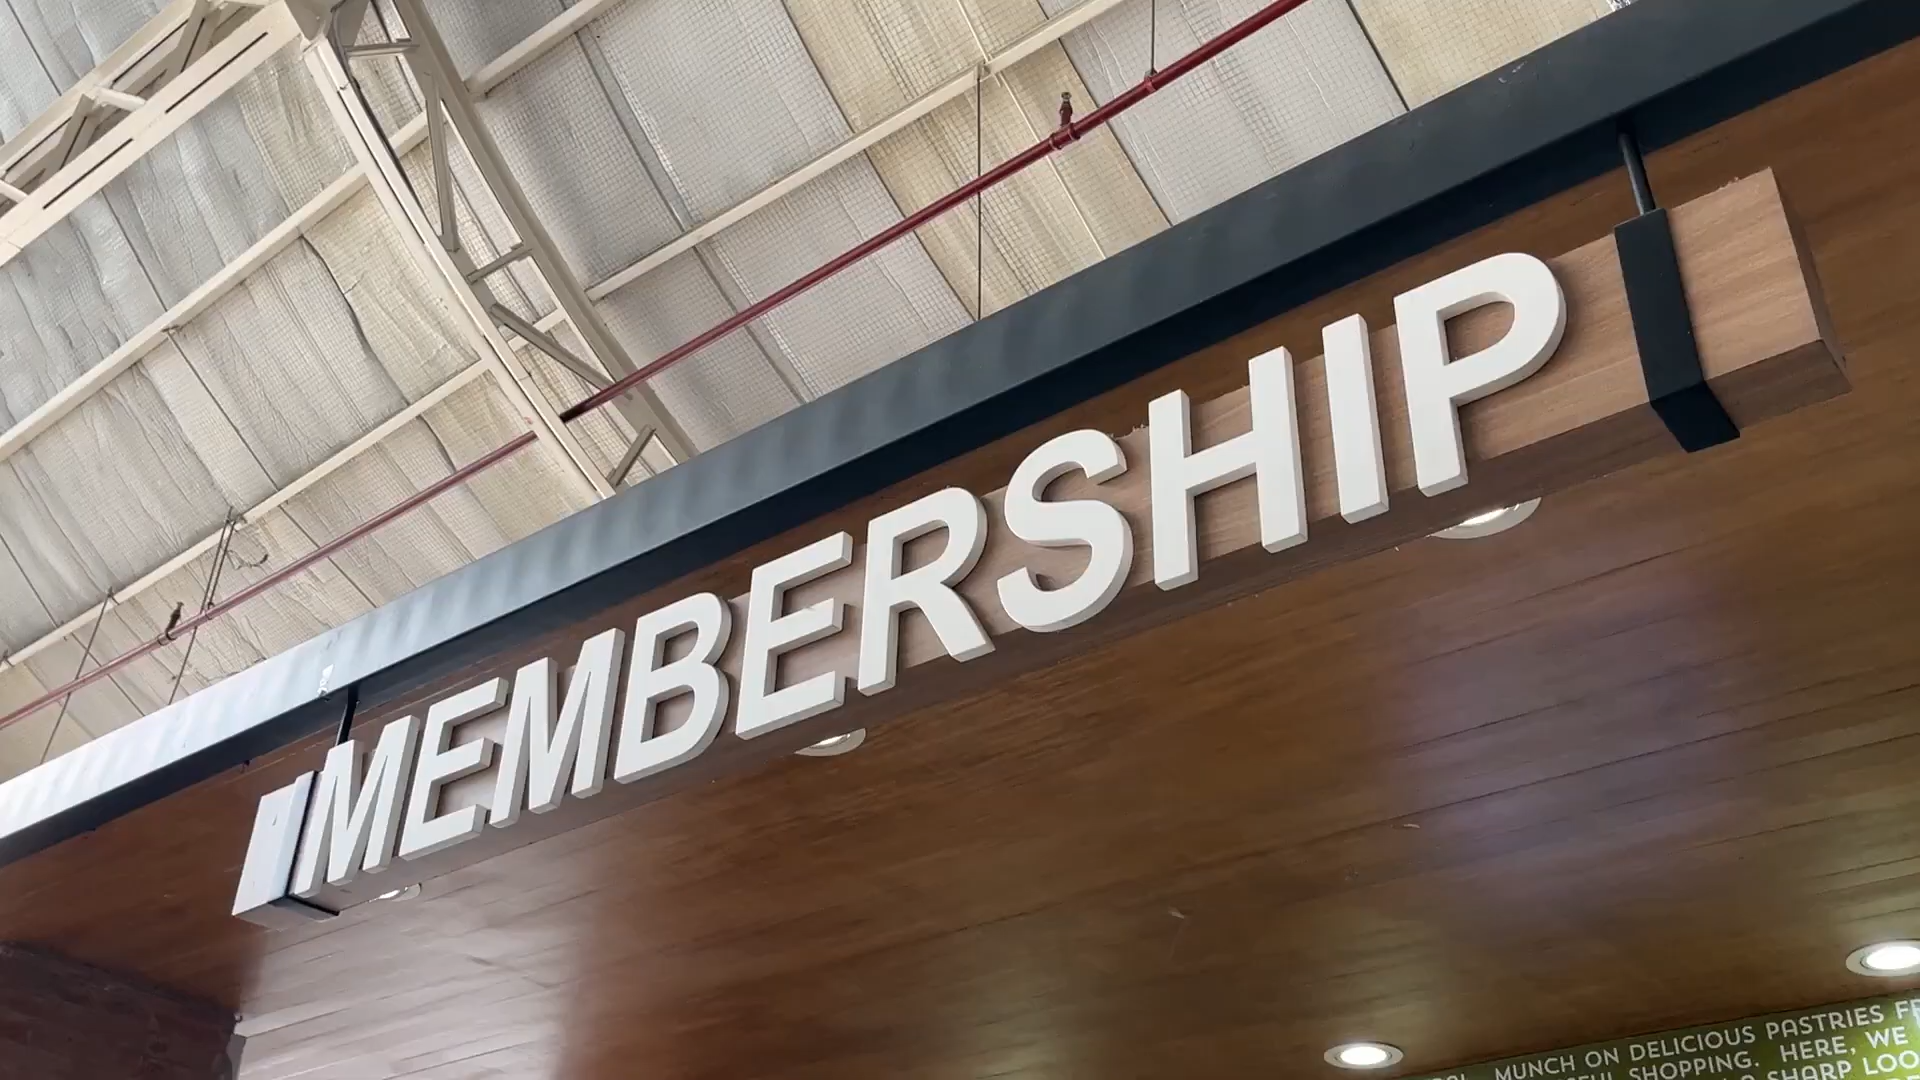 MEMBERSHIP
MUNCH ON DELICIOUS PASTRIES
SHOPPING. HERE, WE
SHARP